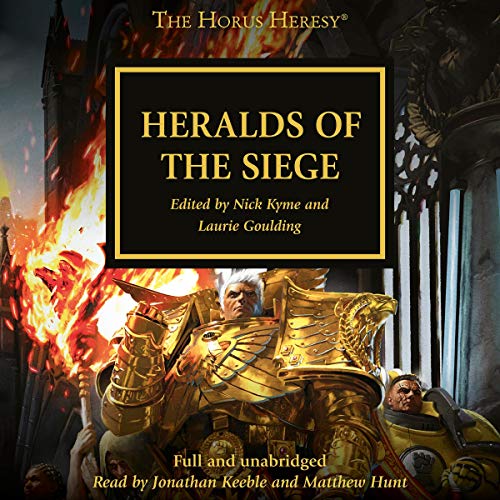 THE HORUS HERESY®
HERALDS OF
THE SIEGE
Edited by Nick Kyme and
Laurie Goulding
Full and unabridged
Read by Jonathan Keeble and Matthew Hunt